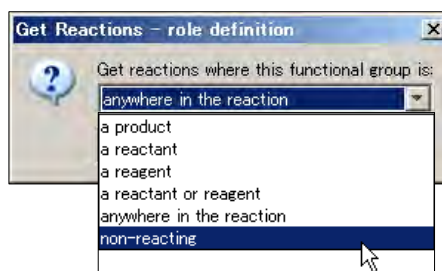 Get Reactions - role definition
Get reactions where this functional group is:
anywhere in the reaction
a product
a reactant
a reagent
a reactant or reagent
anywhere in the reaction
non-reacting